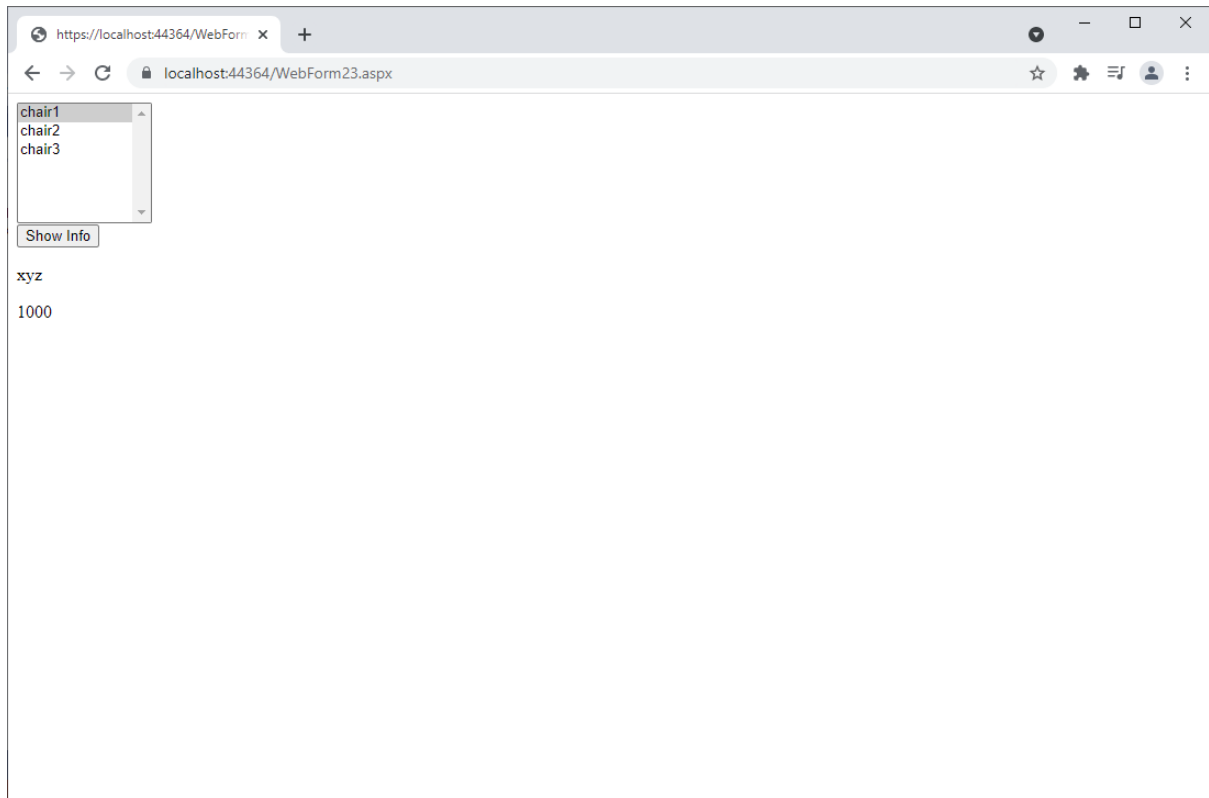 https://localhost:44364/WebForm
localhost:44364/WebForm23.aspx
chair1
chair2
chair3
Show Info
xyz
1000